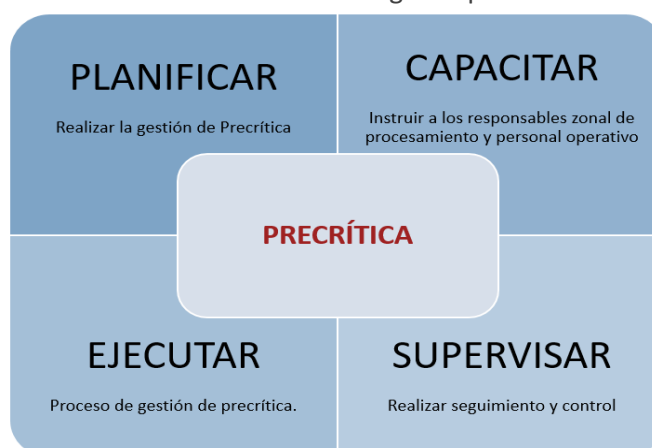 PLANIFICAR
Realizar la gestión de Precrítica
CAPACITAR
Instruir a los responsables zonal de
procesamiento y personal operativo
PRECRÍTICA
EJECUTAR
Proceso de gestión de precrítica.
SUPERVISAR
Realizar seguimiento y control